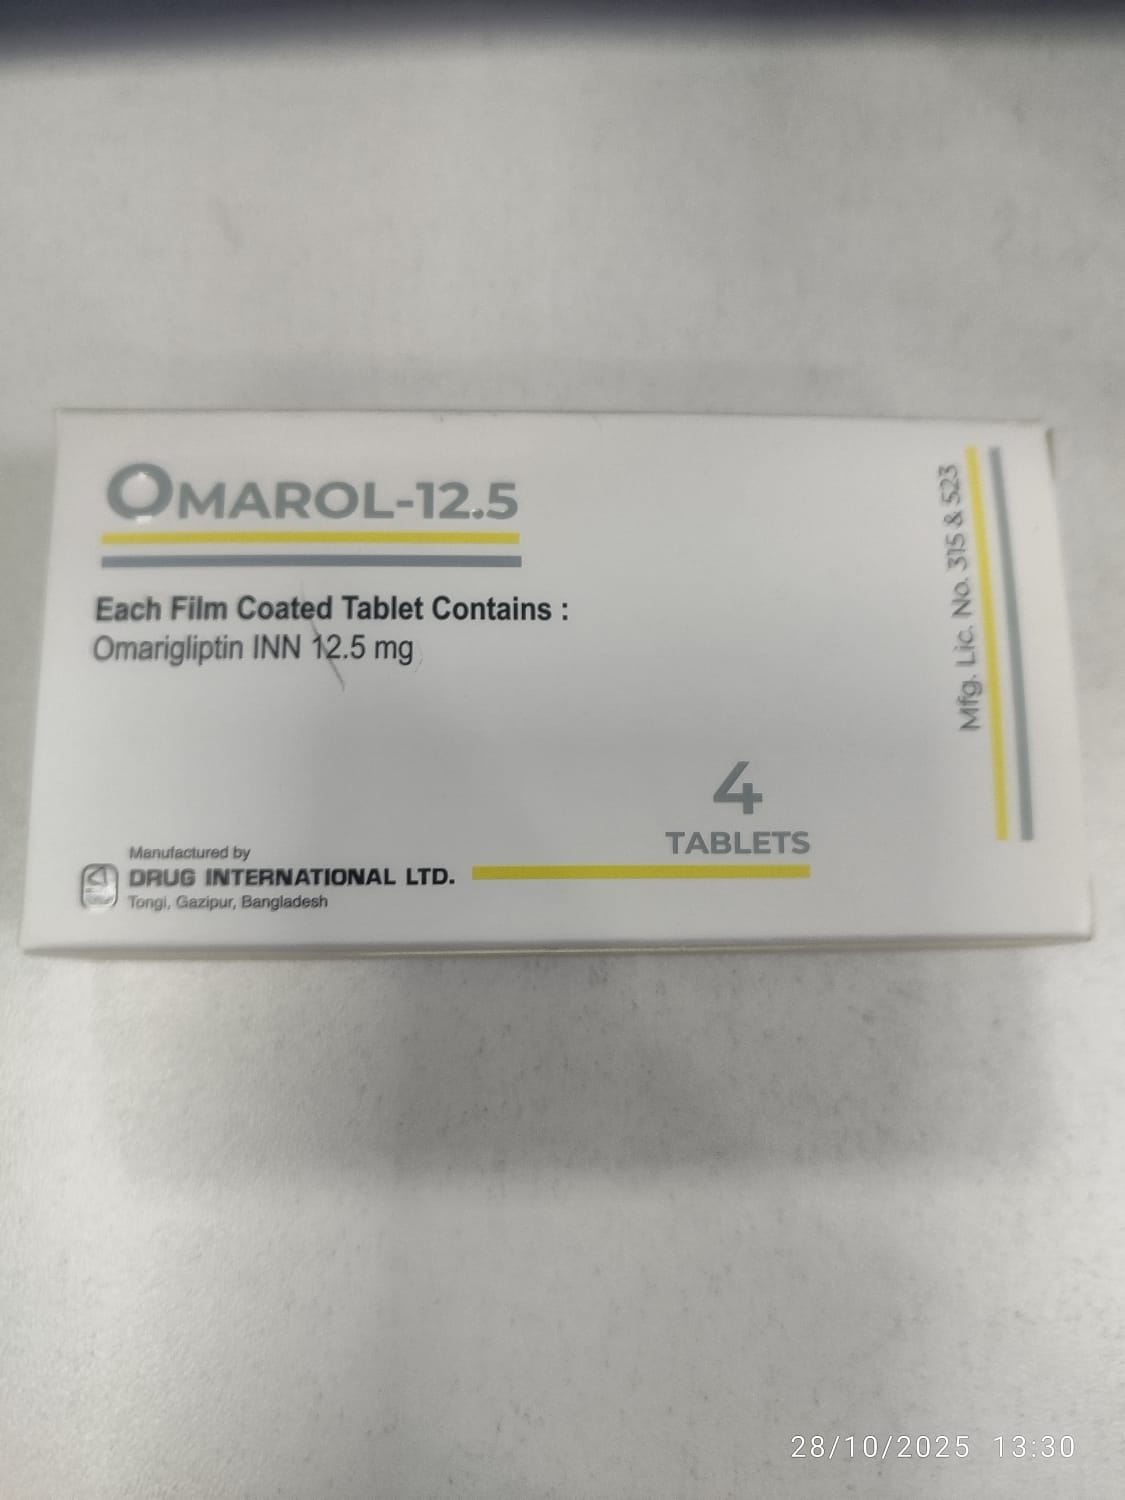 OMAROL-12.5
Each Film Coated Tablet Contains :
Omarigliptin INN 12.5 mg
4
TABLETS
Manufactured by
DRUG INTERNATIONAL LTD.
Tongi, Gazipur, Bangladesh
Mfg. Lic. No. 315 & 523
28/10/2025 13:30